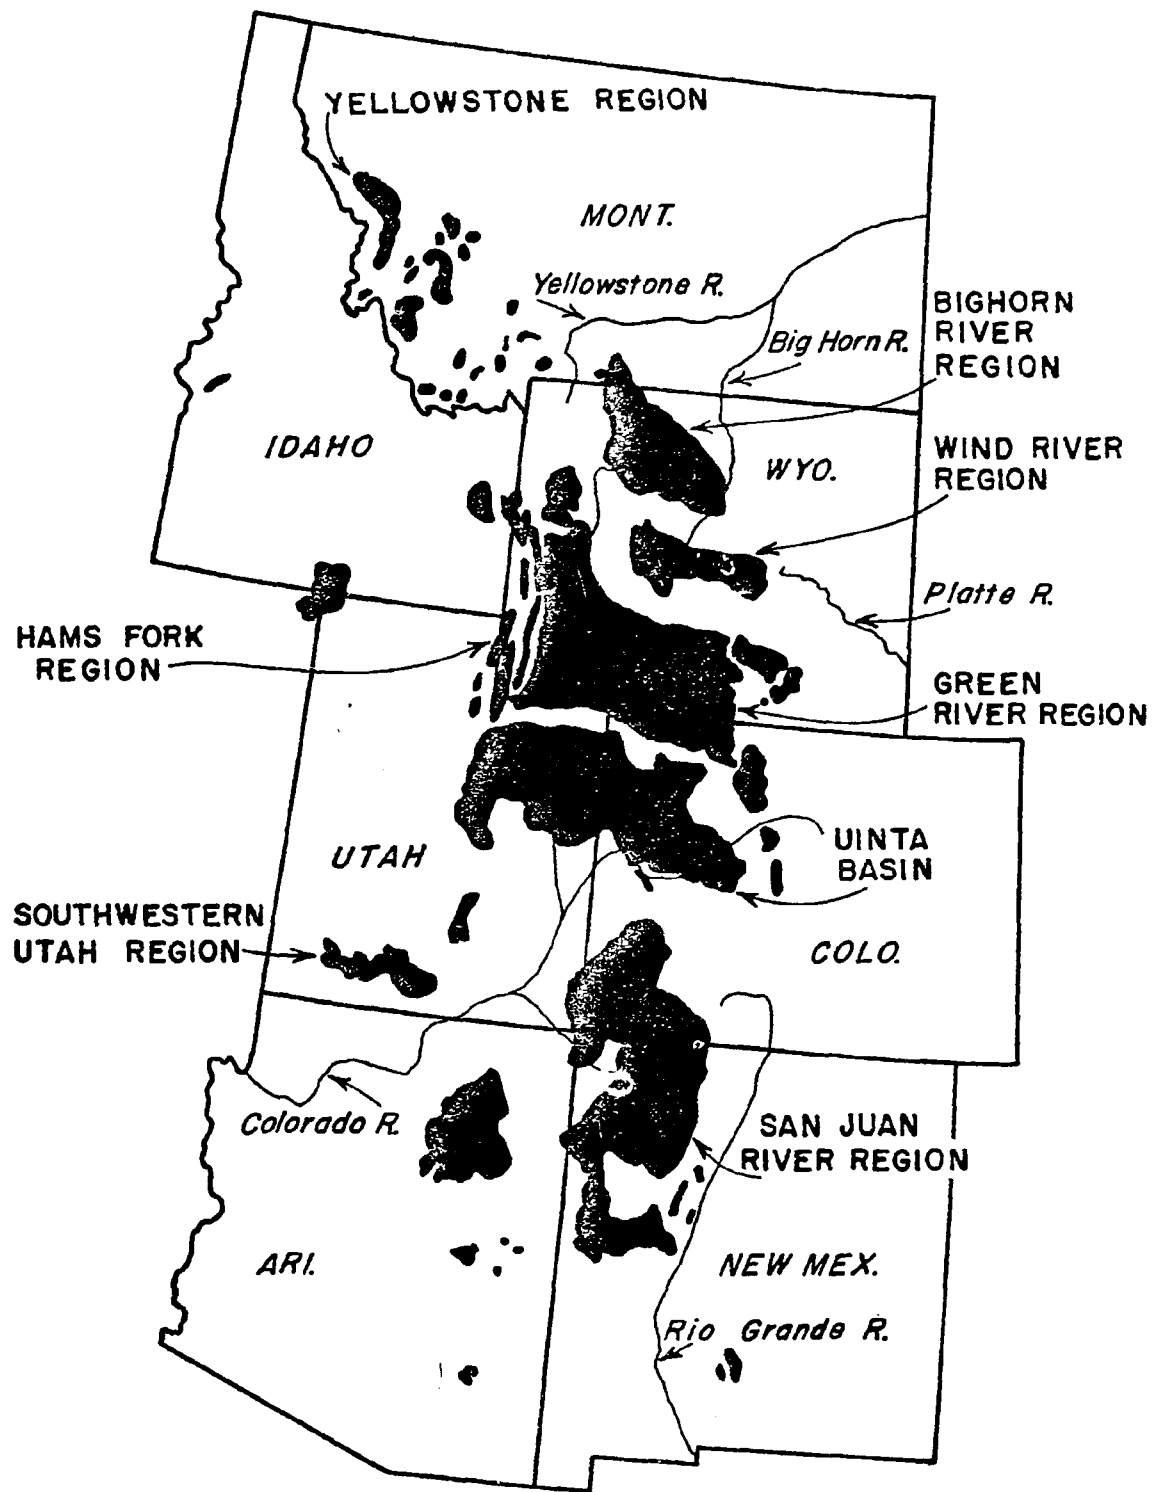 YELLOWSTONE REGION
MONT.
Yellowstone R.
BIGHORN
RIVER
REGION
Big Horn R.
IDAHO
WYO.
WIND RIVER
REGION
Platte R.
HAMS FORK
REGION
GREEN
RIVER REGION
UTAH
UINTA
BASIN
SOUTHWESTERN
UTAH REGION
COLO.
Colorado R.
SAN JUAN
RIVER REGION
ARI.
NEW MEX.
Rio Grande R.